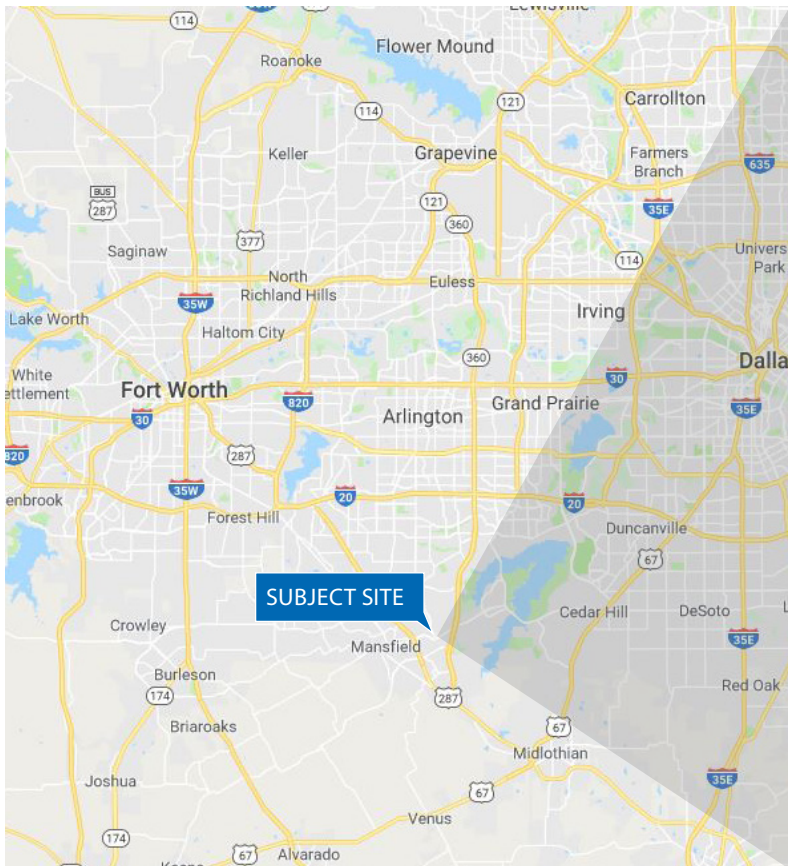 Lewisville
114
Flower Mound
Roanoke
121
Carrollton
114
Keller
Grapevine
Farmers
Branch
635
BUS
287
121
360
35E
377
Saginaw
114
Univers
Park
North
Richland Hills
Euless
35W
Lake Worth
Haltom City
Irving
360
White
ettlement
Fort Worth
30
Dalla
820
Arlington
Grand Prairie
35E
30
287
820
35W
20
20
enbrook
Forest Hill
Duncanville
67
SUBJECT SITE
Cedar Hill
DeSoto
Crowley
Mansfield
35E
Burleson
Red Oak
174
287
Briaroaks
67
Midlothian
35E
Joshua
67
Venus
174
67
Alvarado